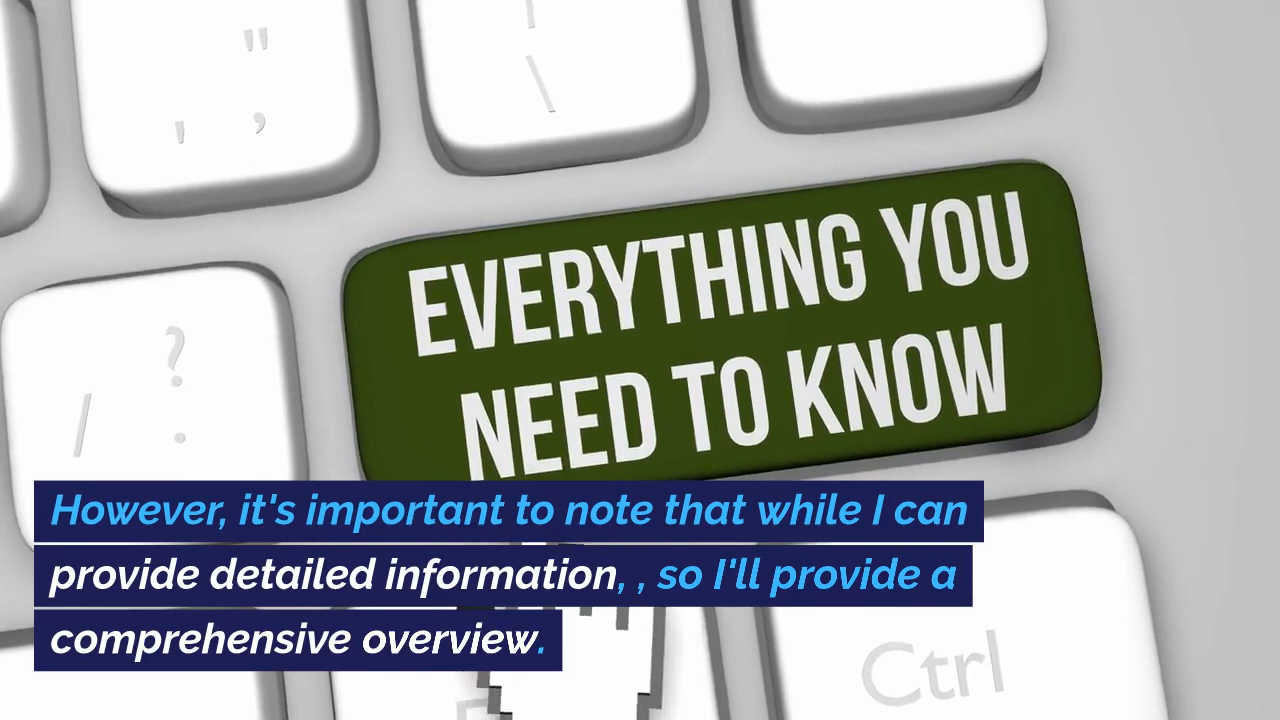 " 
' ,
\
?
/ .
EVERYTHING YOU
NEED TO KNOW
However, it's important to note that while I can
provide detailed information, , so I'll provide a
comprehensive overview.
Ctrl